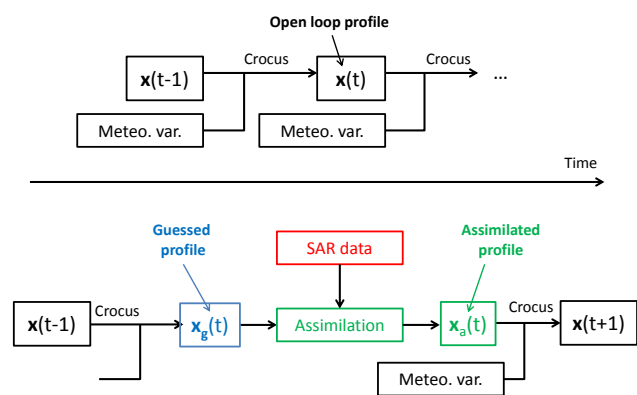 Open loop profile
x(t-1)
Crocus
x(t)
Crocus
...
Meteo. var.
Meteo. var.
Time
Guessed
profile
SAR data
Assimilated
profile
x(t-1)
Crocus
xg(t)
Assimilation
xa(t)
Crocus
x(t+1)
Meteo. var.